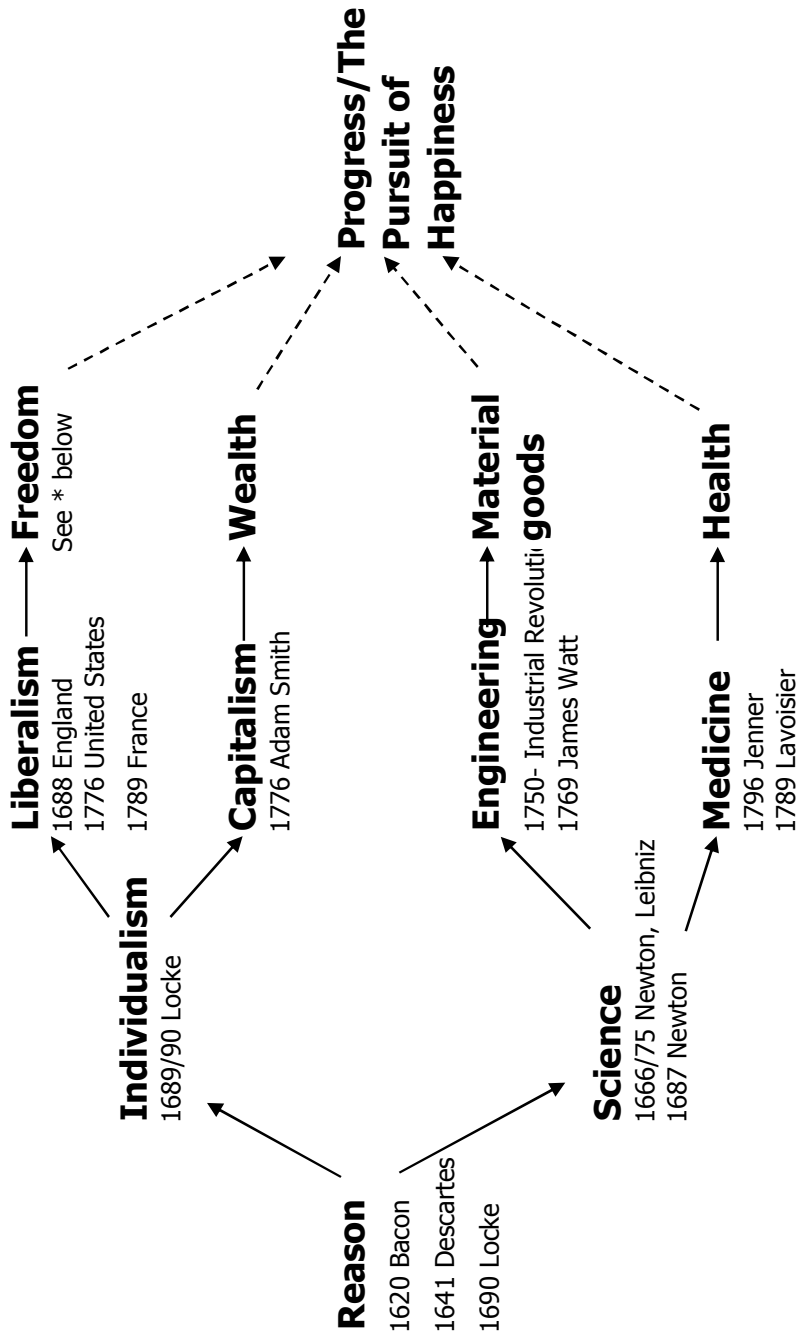 Reason
1620 Bacon
1641 Descartes
1690 Locke
Individualism
1689/90 Locke
Science
1666/75 Newton, Leibniz
1687 Newton
Liberalism
1688 England
1776 United States
1789 France
Capitalism
1776 Adam Smith
Engineering
1750- Industrial Revoluti
1769 James Watt
Medicine
1796 Jenner
1789 Lavoisier
Freedom
See * below
Wealth
Material
goods
Health
Progress/The
Pursuit of
Happiness